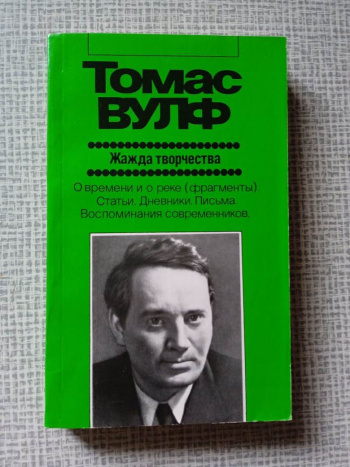 Томас
ВУЛФ
Жажда творчества
О времени и о реке (фрагменты).
Статьи. Дневники. Письма.
Воспоминания современников.